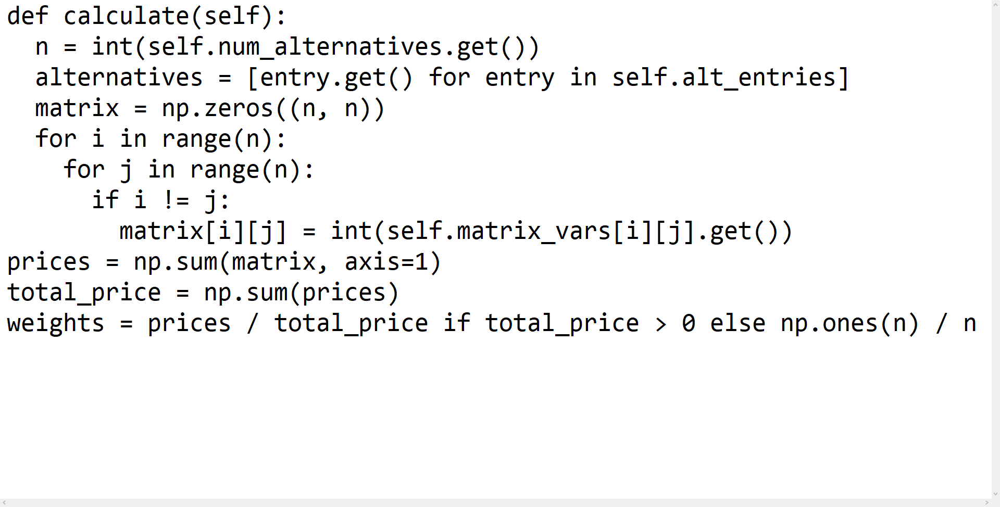 def calculate(self):
  n = int(self.num_alternatives.get())
  alternatives = [entry.get() for entry in self.alt_entries]
  matrix = np.zeros((n, n))
  for i in range(n):
    for j in range(n):
      if i != j:
        matrix[i][j] = int(self.matrix_vars[i][j].get())
prices = np.sum(matrix, axis=1)
total_price = np.sum(prices)
weights = prices / total_price if total_price > 0 else np.ones(n) / n